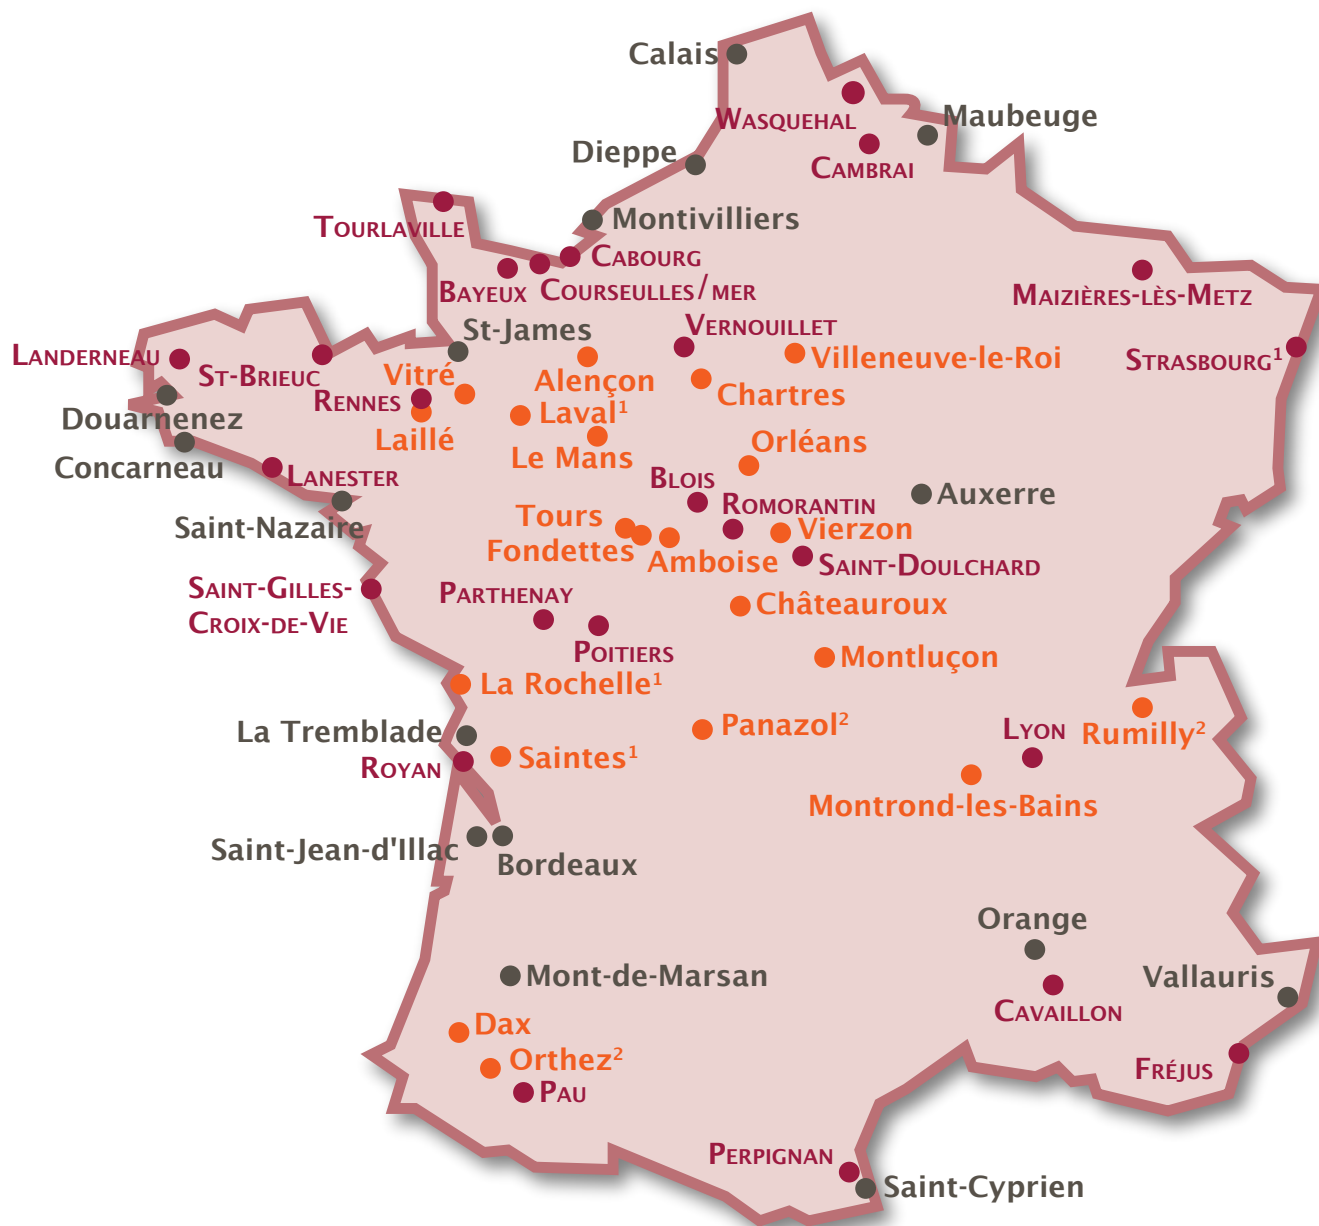 Calais
WASQUEHAL
Maubeuge
Dieppe
CAMBRAI
TOURLAVILLE
Montivilliers
CABOURG
BAYEUX
COURSEULLES/MER
MAIZIÈRES-LÈS-METZ
VERNOUILLET
St-James
LANDERNEAU
ST-BRIEUC
Vitré
Alençon
Villeneuve-le-Roi
STRASBOURG¹
RENNES
Chartres
Douarnenez
Laval¹
Laillé
Le Mans
Orléans
Concarneau
LANESTER
BLOIS
ROMORANTIN
Auxerre
Saint-Nazaire
Tours
Vierzon
Fondettes
Amboise
SAINT-DOULCHARD
SAINT-GILLES-
CROIX-DE-VIE
PARTHENAY
Châteauroux
POITIERS
Montluçon
La Rochelle¹
La Tremblade
Panazol²
LYON
Rumilly²
ROYAN
Saintes¹
Montrond-les-Bains
Saint-Jean-d'Illac
Bordeaux
Orange
Mont-de-Marsan
Vallauris
CAVAILLON
Dax
Orthez²
FRÉJUS
PAU
PERPIGNAN
Saint-Cyprien